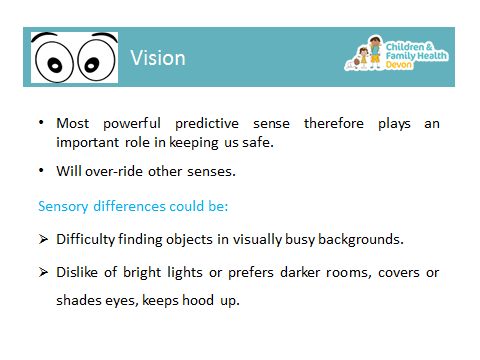 Vision
Children &
Family Health
Devon
• Most powerful predictive sense therefore plays an
important role in keeping us safe.
• Will over-ride other senses.
Sensory differences could be:
➢ Difficulty finding objects in visually busy backgrounds.
➢ Dislike of bright lights or prefers darker rooms, covers or
shades eyes, keeps hood up.